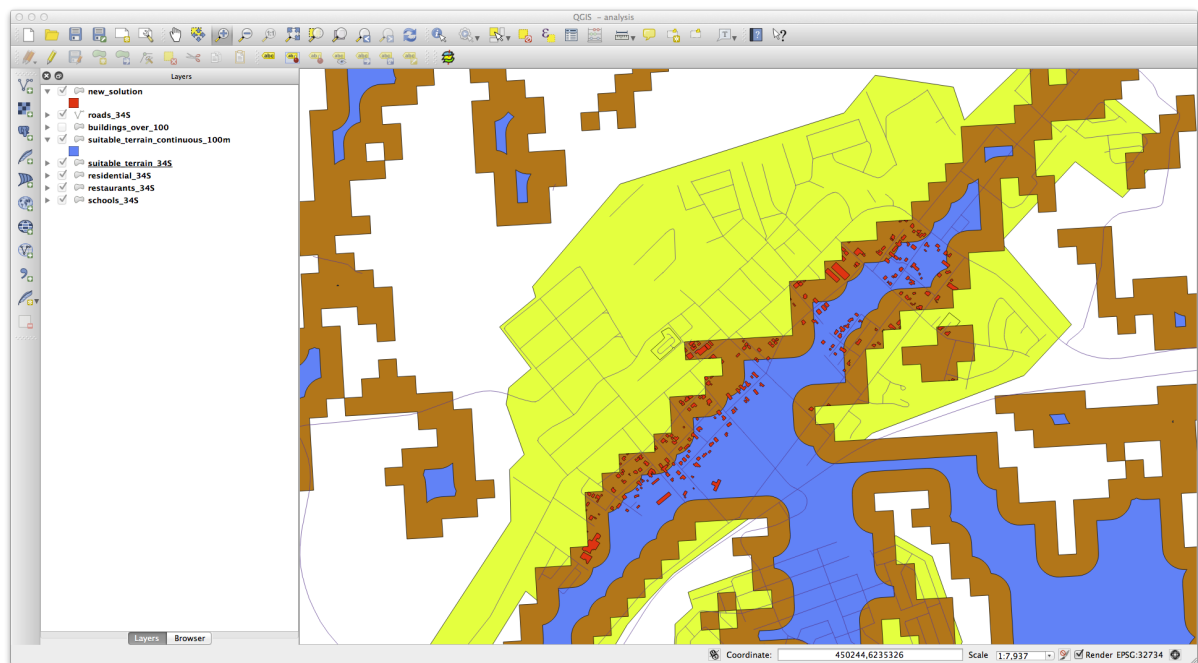 QGIS - analysis
Layers
new_solution
roads_34S
buildings_over_100
suitable_terrain_continuous_100m
suitable_terrain_34S
residential_34S
restaurants_34S
schools_34S
Layers Browser
Coordinate: 450244,6235326 Scale 1:7,937 Render EPSG:32734